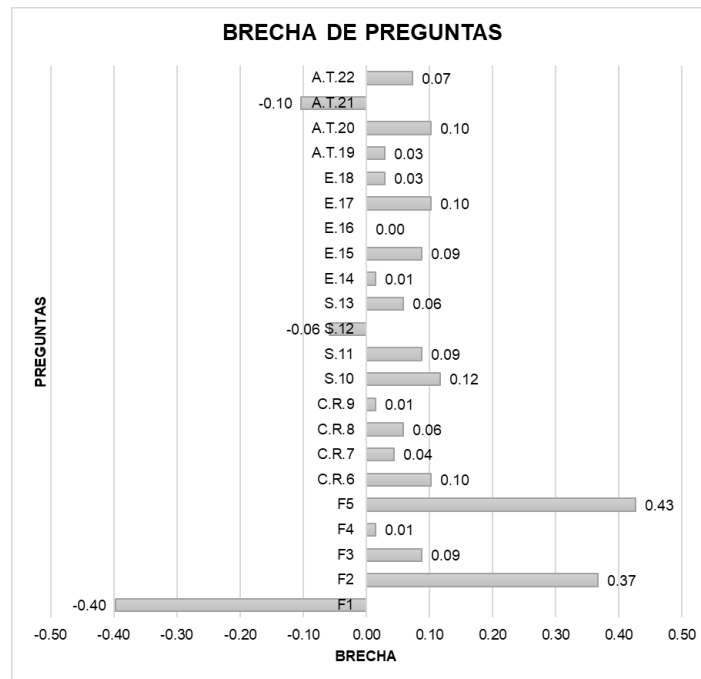 BRECHA DE PREGUNTAS
A.T.22 0.07
-0.10 A.T.21
A.T.20 0.10
A.T.19 0.03
E.18 0.03
E.17 0.10
E.16 0.00
E.15 0.09
E.14 0.01
S.13 0.06
-0.06 S.12
S.11 0.09
S.10 0.12
C.R.9 0.01
C.R.8 0.06
C.R.7 0.04
C.R.6 0.10
F5 0.43
F4 0.01
F3 0.09
F2 0.37
-0.40 F1
PREGUNTAS
-0.50 -0.40 -0.30 -0.20 -0.10 0.00 0.10 0.20 0.30 0.40 0.50
BRECHA